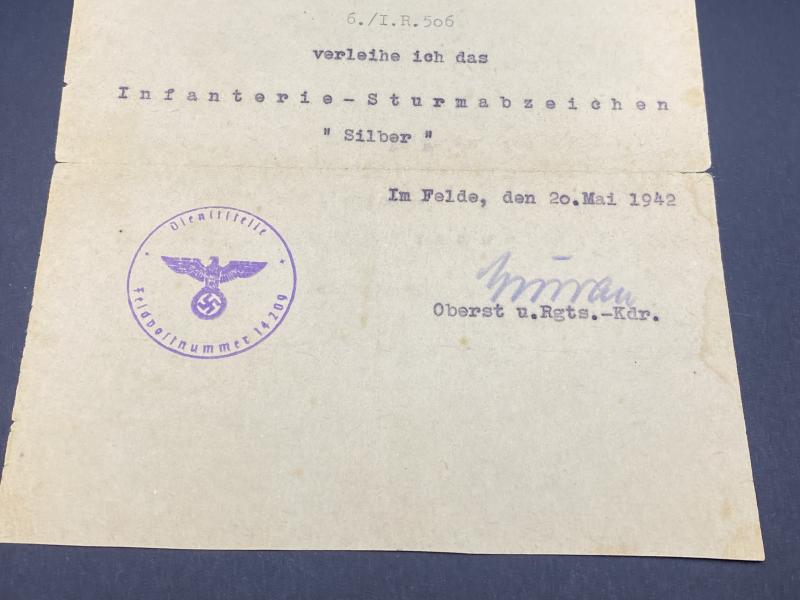 6./I.R.506
verleihe ich das
Infanterie-Sturmabzeichen
" Silber "
Im Felde, den 20.Mai 1942
Dienststelle
Feldpostnummer 14209
Oberst u.Rgts.-Kdr.